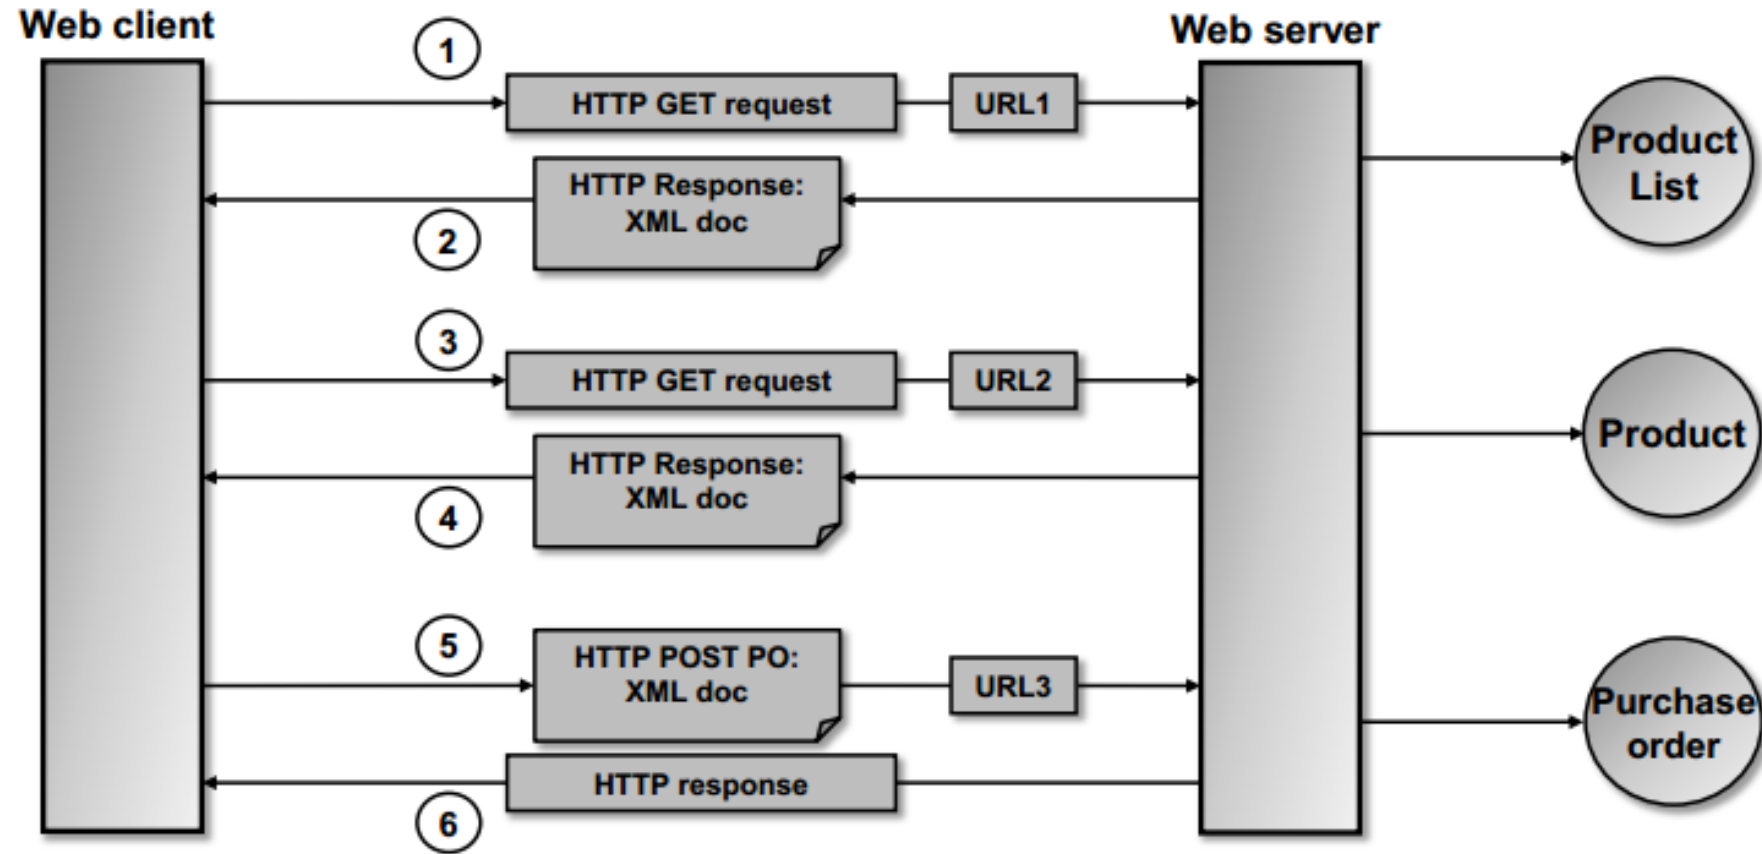 Web client
Web server
1
HTTP GET request
URL1
Product
List
HTTP Response:
XML doc
2
3
HTTP GET request
URL2
Product
HTTP Response:
XML doc
4
5
HTTP POST PO:
XML doc
URL3
Purchase
order
HTTP response
6